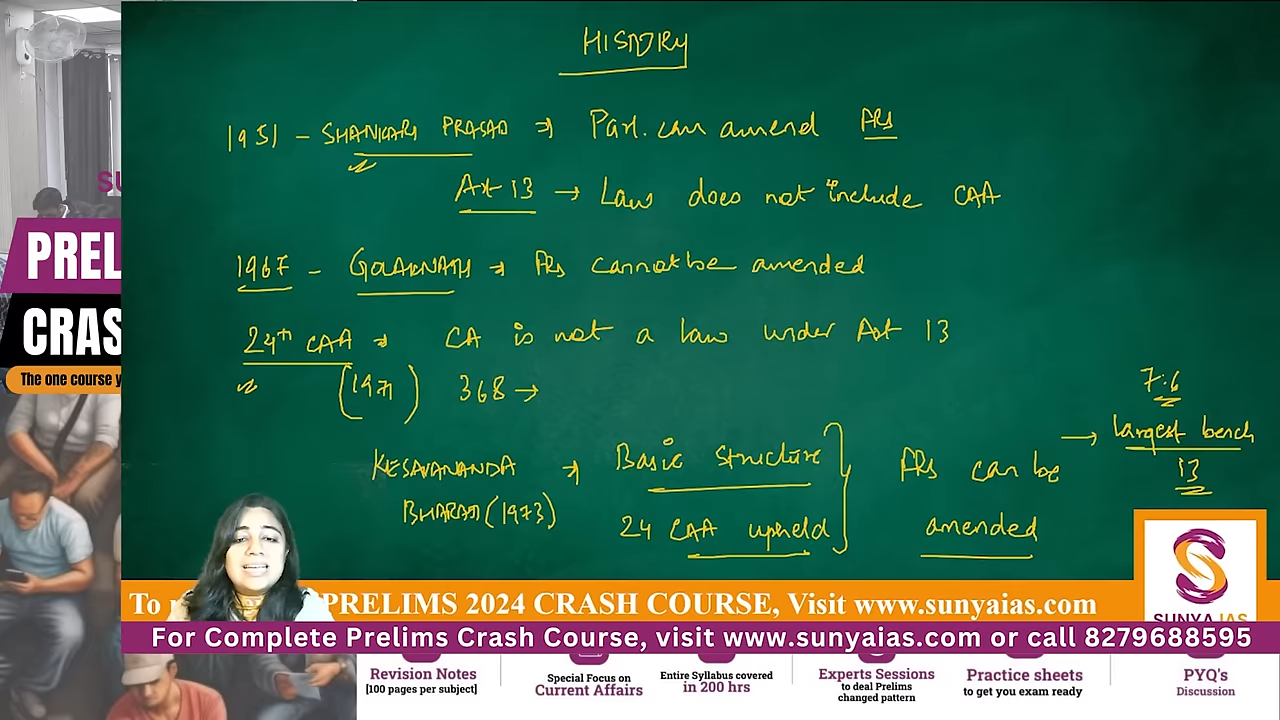 HISTORY
1951 - SHANKARI PRASAD ⇒ Parl. can amend FRs
Art 13 → Law does not include CAA
1967 - GOLAKNATH ⇒ FRs cannot be amended
24th CAA ⇒ CA is not a law under Art 13
(1971) 368 →
7:6
KESAVANANDA ⇒ Basic structure } FRs can be → largest bench
13
BHARATI (1973) 24 CAA upheld amended
SU
PREL
CRAS
The one course y
To PRELIMS 2024 CRASH COURSE, Visit www.sunyaias.com
SUNYA IAS
For Complete Prelims Crash Course, visit www.sunyaias.com or call 8279688595
Revision Notes
[100 pages per subject]
Special Focus on
Current Affairs
Entire Syllabus covered
in 200 hrs
Experts Sessions
to deal Prelims
changed pattern
Practice sheets
to get you exam ready
PYQ's
Discussion